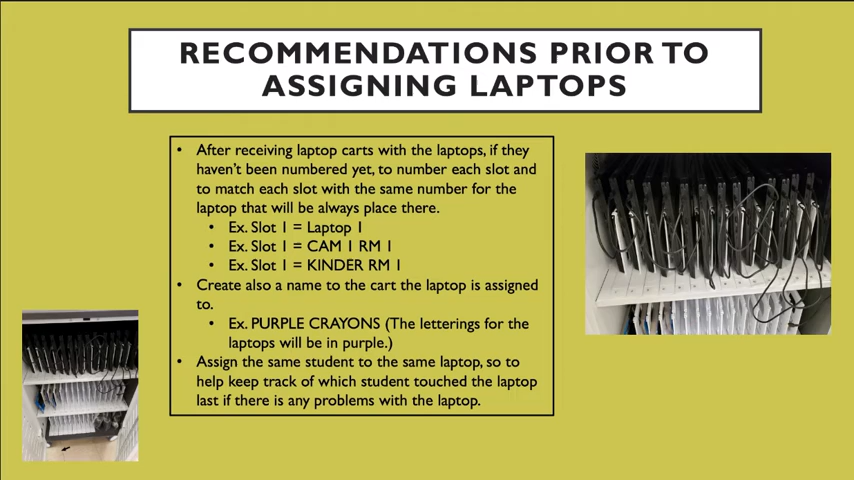 RECOMMENDATIONS PRIOR TO
ASSIGNING LAPTOPS
• After receiving laptop carts with the laptops, if they
haven't been numbered yet, to number each slot and
to match each slot with the same number for the
laptop that will be always place there.
• Ex. Slot 1 = Laptop 1
• Ex. Slot 1 = CAM 1 RM 1
• Ex. Slot 1 = KINDER RM 1
• Create also a name to the cart the laptop is assigned
to.
• Ex. PURPLE CRAYONS (The letterings for the
laptops will be in purple.)
• Assign the same student to the same laptop, so to
help keep track of which student touched the laptop
last if there is any problems with the laptop.